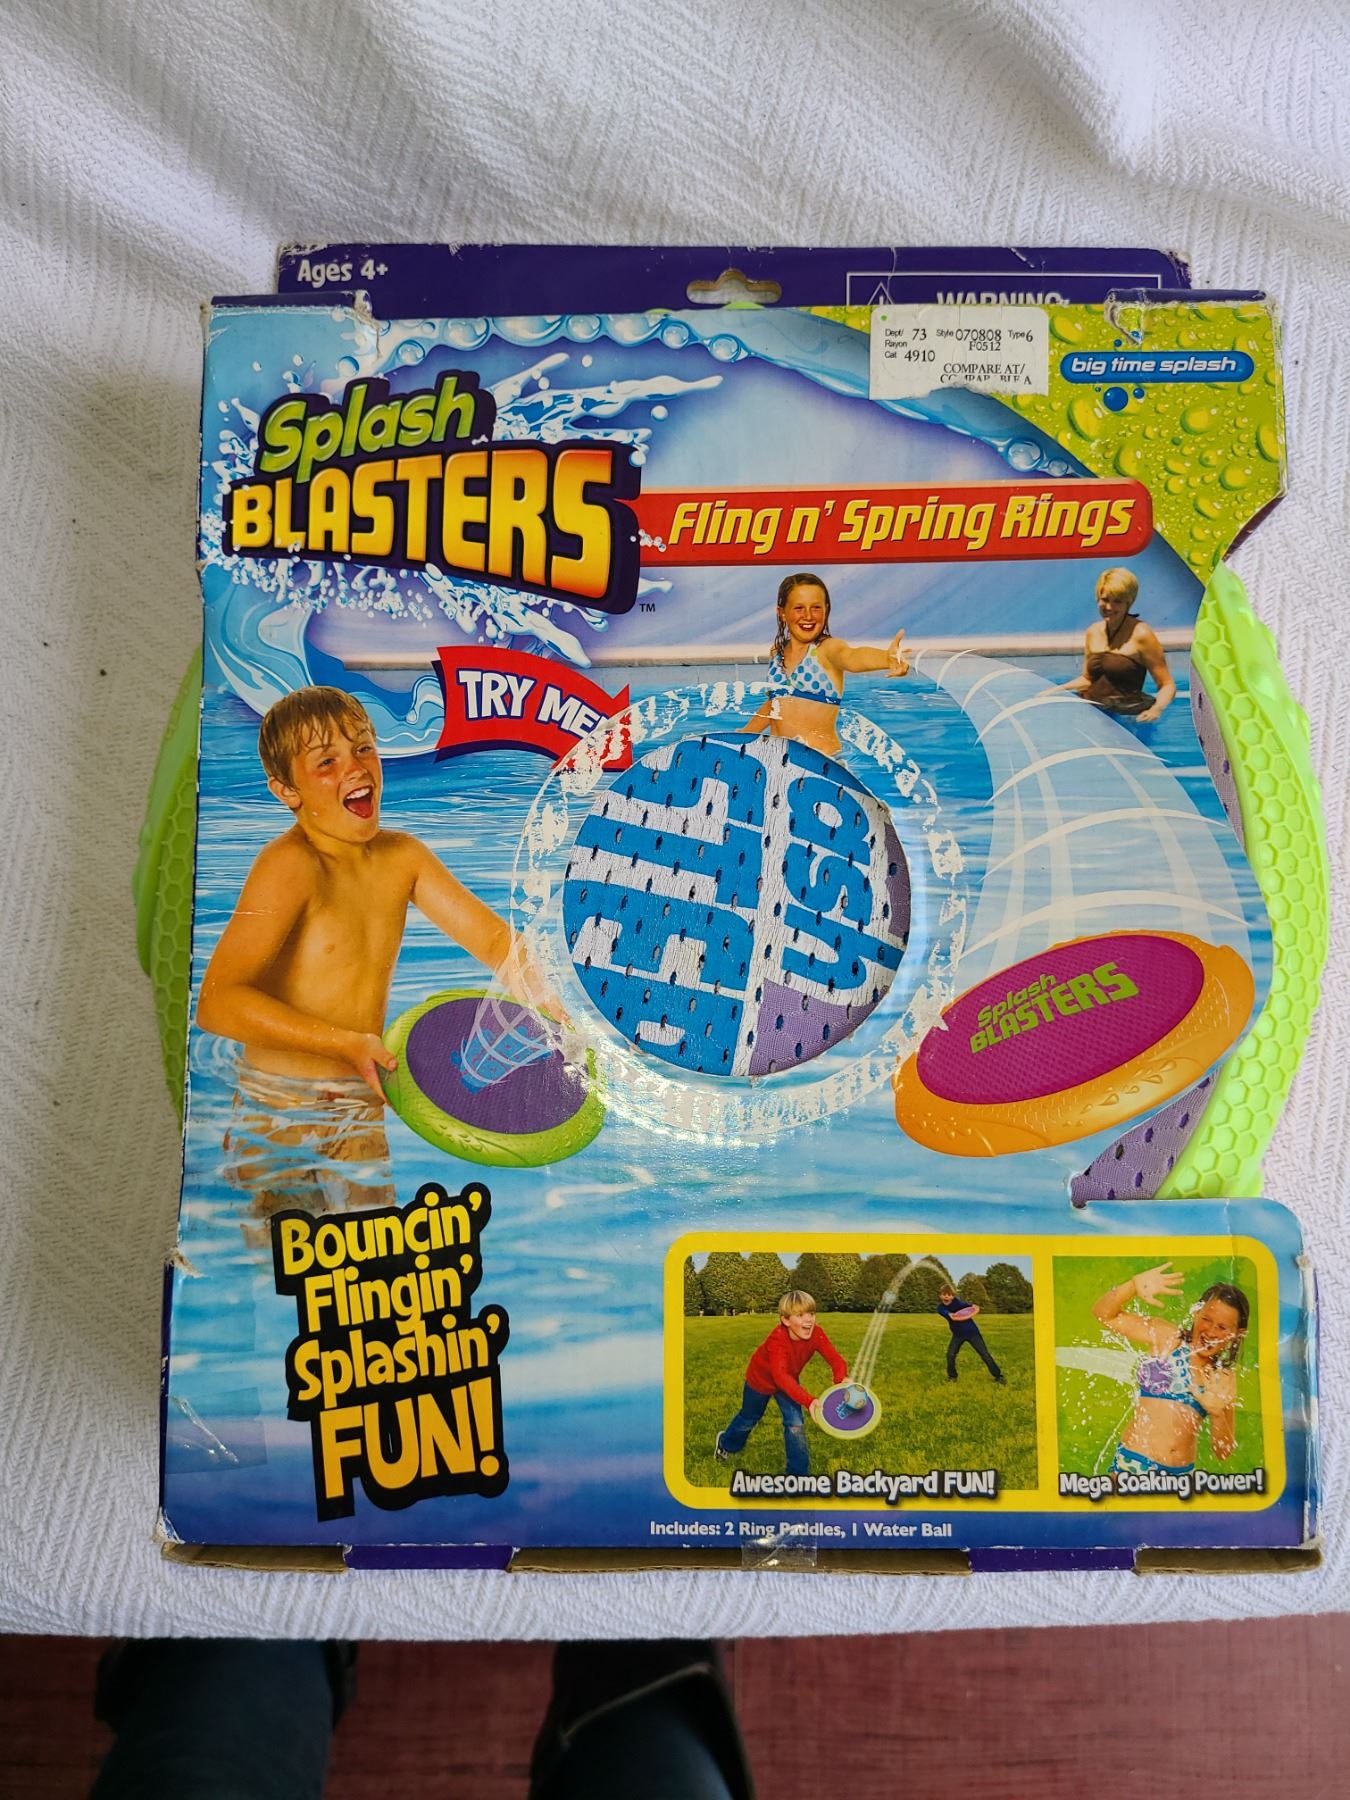 Ages 4+
WARNING:
Dept/ 73 Style 070808 Type 6
Rayon F0512
Cat 4910
COMPARE AT/
big time splash
Splash
BLASTERS
TM
Fling n' Spring Rings
TRY ME!
Splash
BLASTERS
Bouncin'
Flingin'
Splashin'
FUN!
Awesome Backyard FUN!
Mega Soaking Power!
Includes: 2 Ring Paddles, 1 Water Ball